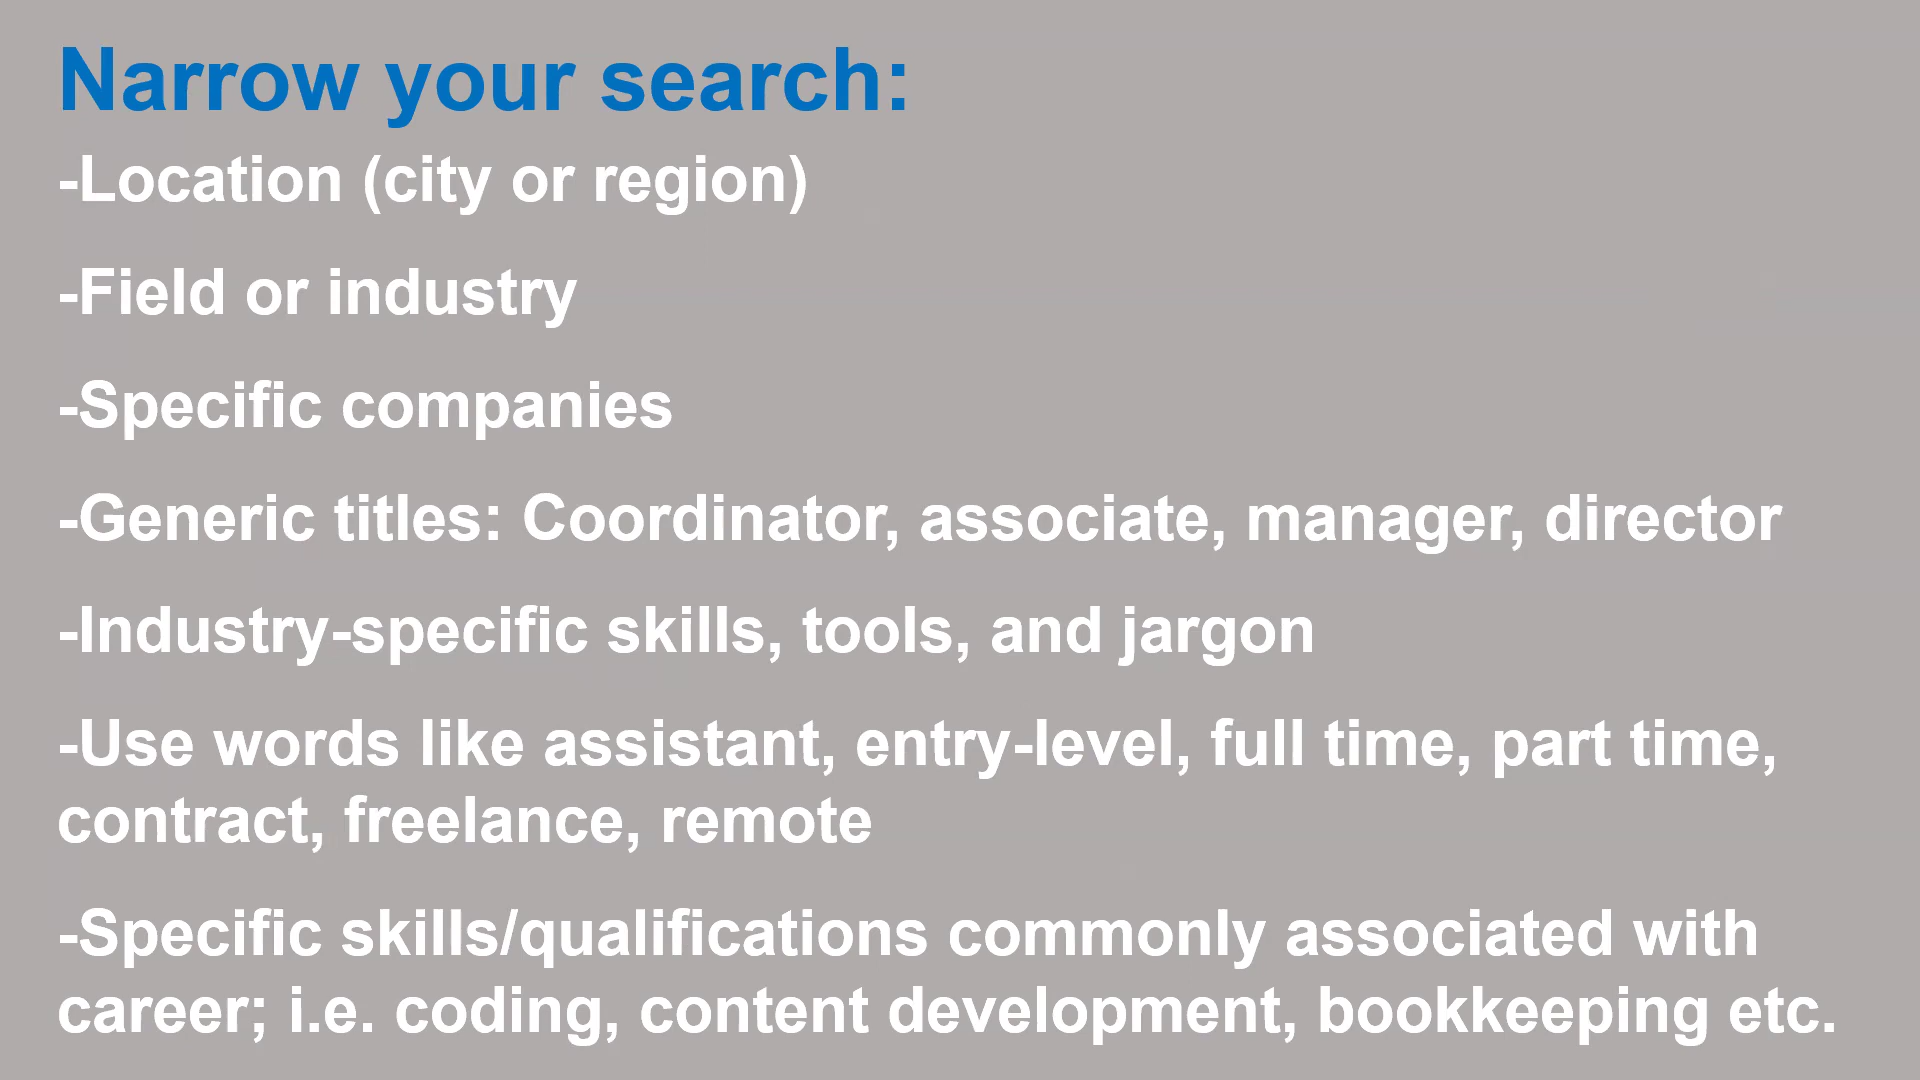 Narrow your search:
-Location (city or region)
-Field or industry
-Specific companies
-Generic titles: Coordinator, associate, manager, director
-Industry-specific skills, tools, and jargon
-Use words like assistant, entry-level, full time, part time,
contract, freelance, remote
-Specific skills/qualifications commonly associated with
career; i.e. coding, content development, bookkeeping etc.